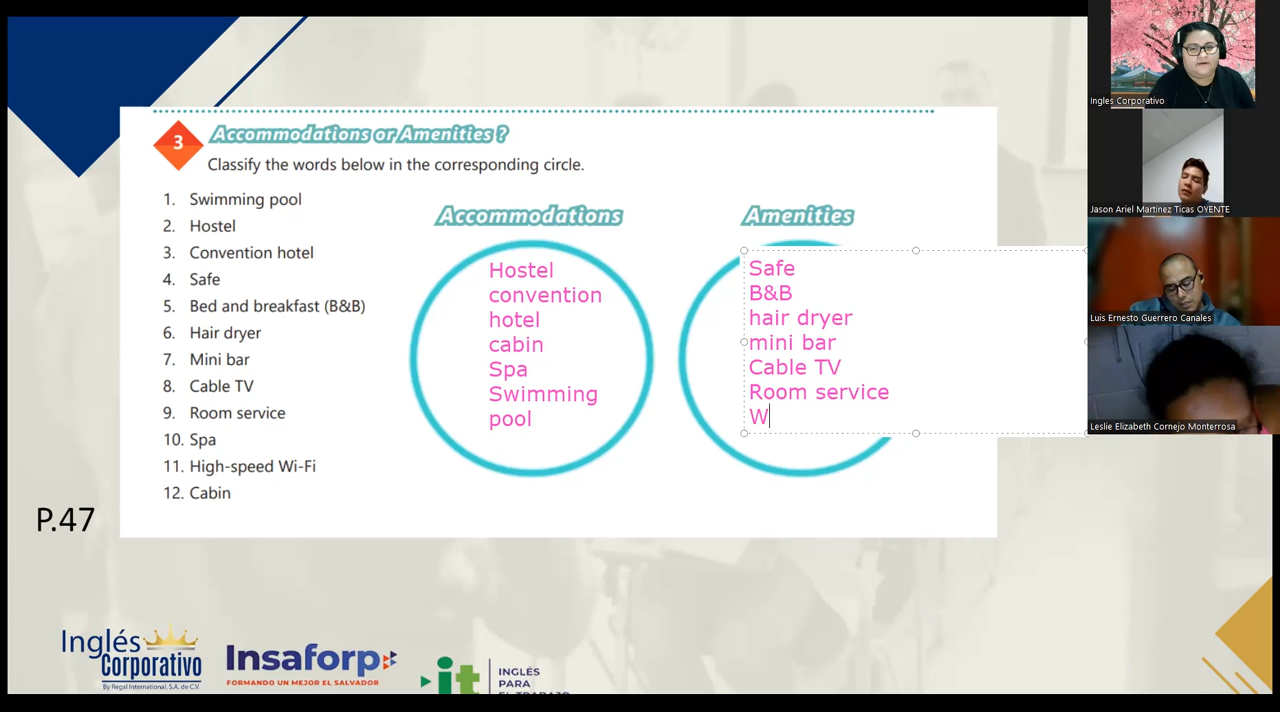 3
Accommodations or Amenities ?
Classify the words below in the corresponding circle.
1. Swimming pool
2. Hostel
3. Convention hotel
4. Safe
5. Bed and breakfast (B&B)
6. Hair dryer
7. Mini bar
8. Cable TV
9. Room service
10. Spa
11. High-speed Wi-Fi
12. Cabin
Accommodations
Hostel
convention
hotel
cabin
Spa
Swimming
pool
Amenities
Safe
B&B
hair dryer
mini bar
Cable TV
Room service
W
P.47
Inglés
Corporativo
By Regal International, S.A. de C.V.
Insaforp
FORMANDO UN MEJOR EL SALVADOR
it
INGLÉS
PARA
EL TRABAJO
Ingles Corporativo
Jason Ariel Martinez Ticas OYENTE
Luis Ernesto Guerrero Canales
Leslie Elizabeth Cornejo Monterrosa